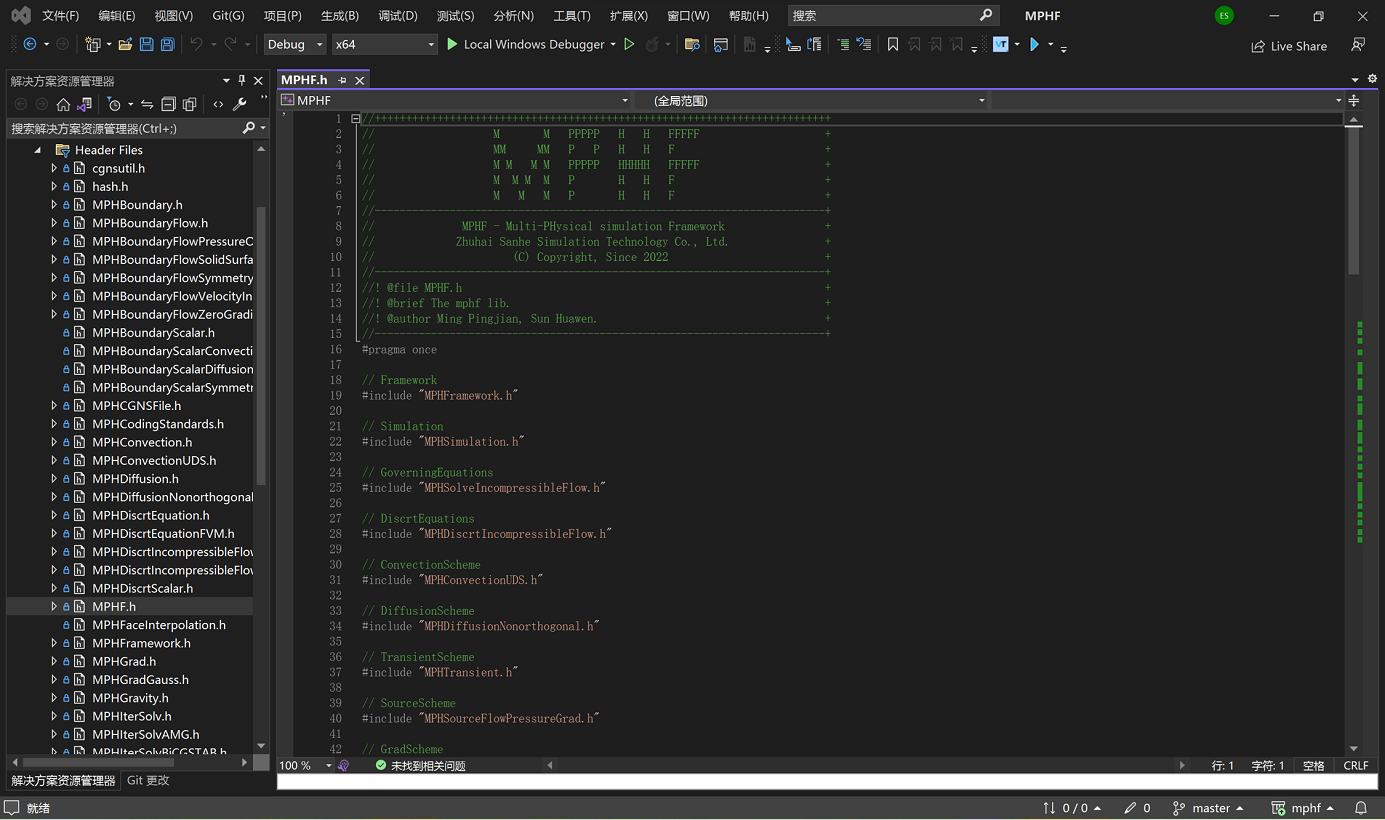 文件(F) 编辑(E) 视图(V) Git(G) 项目(P) 生成(B) 调试(D) 测试(S) 分析(N) 工具(T) 扩展(X) 窗口(W) 帮助(H) 搜索 MPHF ES
Debug x64 Local Windows Debugger VT Live Share
解决方案资源管理器
搜索解决方案资源管理器(Ctrl+;)
Header Files
cgnsutil.h
hash.h
MPHBoundary.h
MPHBoundaryFlow.h
MPHBoundaryFlowPressureC
MPHBoundaryFlowSolidSurfa
MPHBoundaryFlowSymmetry
MPHBoundaryFlowVelocityIn
MPHBoundaryFlowZeroGradi
MPHBoundaryScalar.h
MPHBoundaryScalarConvecti
MPHBoundaryScalarDiffusion
MPHBoundaryScalarSymmetr
MPHCGNSFile.h
MPHCodingStandards.h
MPHConvection.h
MPHConvectionUDS.h
MPHDiffusion.h
MPHDiffusionNonorthogonal
MPHDiscrtEquation.h
MPHDiscrtEquationFVM.h
MPHDiscrtIncompressibleFlow
MPHDiscrtIncompressibleFlow
MPHDiscrtScalar.h
MPHF.h
MPHFaceInterpolation.h
MPHFramework.h
MPHGrad.h
MPHGradGauss.h
MPHGravity.h
MPHIterSolv.h
MPHIterSolvAMG.h
MPHIterSolvBiCGSTAB.h
解决方案资源管理器 Git 更改
MPHF.h
MPHF (全局范围)
1 //+++++++++++++++++++++++++++++++++++++++++++++++++++++++++++++++++++++++++
2 // M M PPPPP H H FFFFF +
3 // MM MM P P H H F +
4 // M M M M PPPPP HHHHH FFFFF +
5 // M M M M P H H F +
6 // M M M P H H F +
7 //------------------------------------------------------------------------+
8 // MPHF - Multi-PHysical simulation Framework +
9 // Zhuhai Sanhe Simulation Technology Co., Ltd. +
10 // (C) Copyright, Since 2022 +
11 //------------------------------------------------------------------------+
12 //! @file MPHF.h +
13 //! @brief The mphf lib. +
14 //! @author Ming Pingjian, Sun Huawen. +
15 //------------------------------------------------------------------------+
16 #pragma once
17
18 // Framework
19 #include "MPHFramework.h"
20
21 // Simulation
22 #include "MPHSimulation.h"
23
24 // GoverningEquations
25 #include "MPHSolveIncompressibleFlow.h"
26
27 // DiscrtEquations
28 #include "MPHDiscrtIncompressibleFlow.h"
29
30 // ConvectionScheme
31 #include "MPHConvectionUDS.h"
32
33 // DiffusionScheme
34 #include "MPHDiffusionNonorthogonal.h"
35
36 // TransientScheme
37 #include "MPHTransient.h"
38
39 // SourceScheme
40 #include "MPHSourceFlowPressureGrad.h"
41
42 // GradScheme
100 % 未找到相关问题 行: 1 字符: 1 空格 CRLF
就绪 0 / 0 0 master mphf